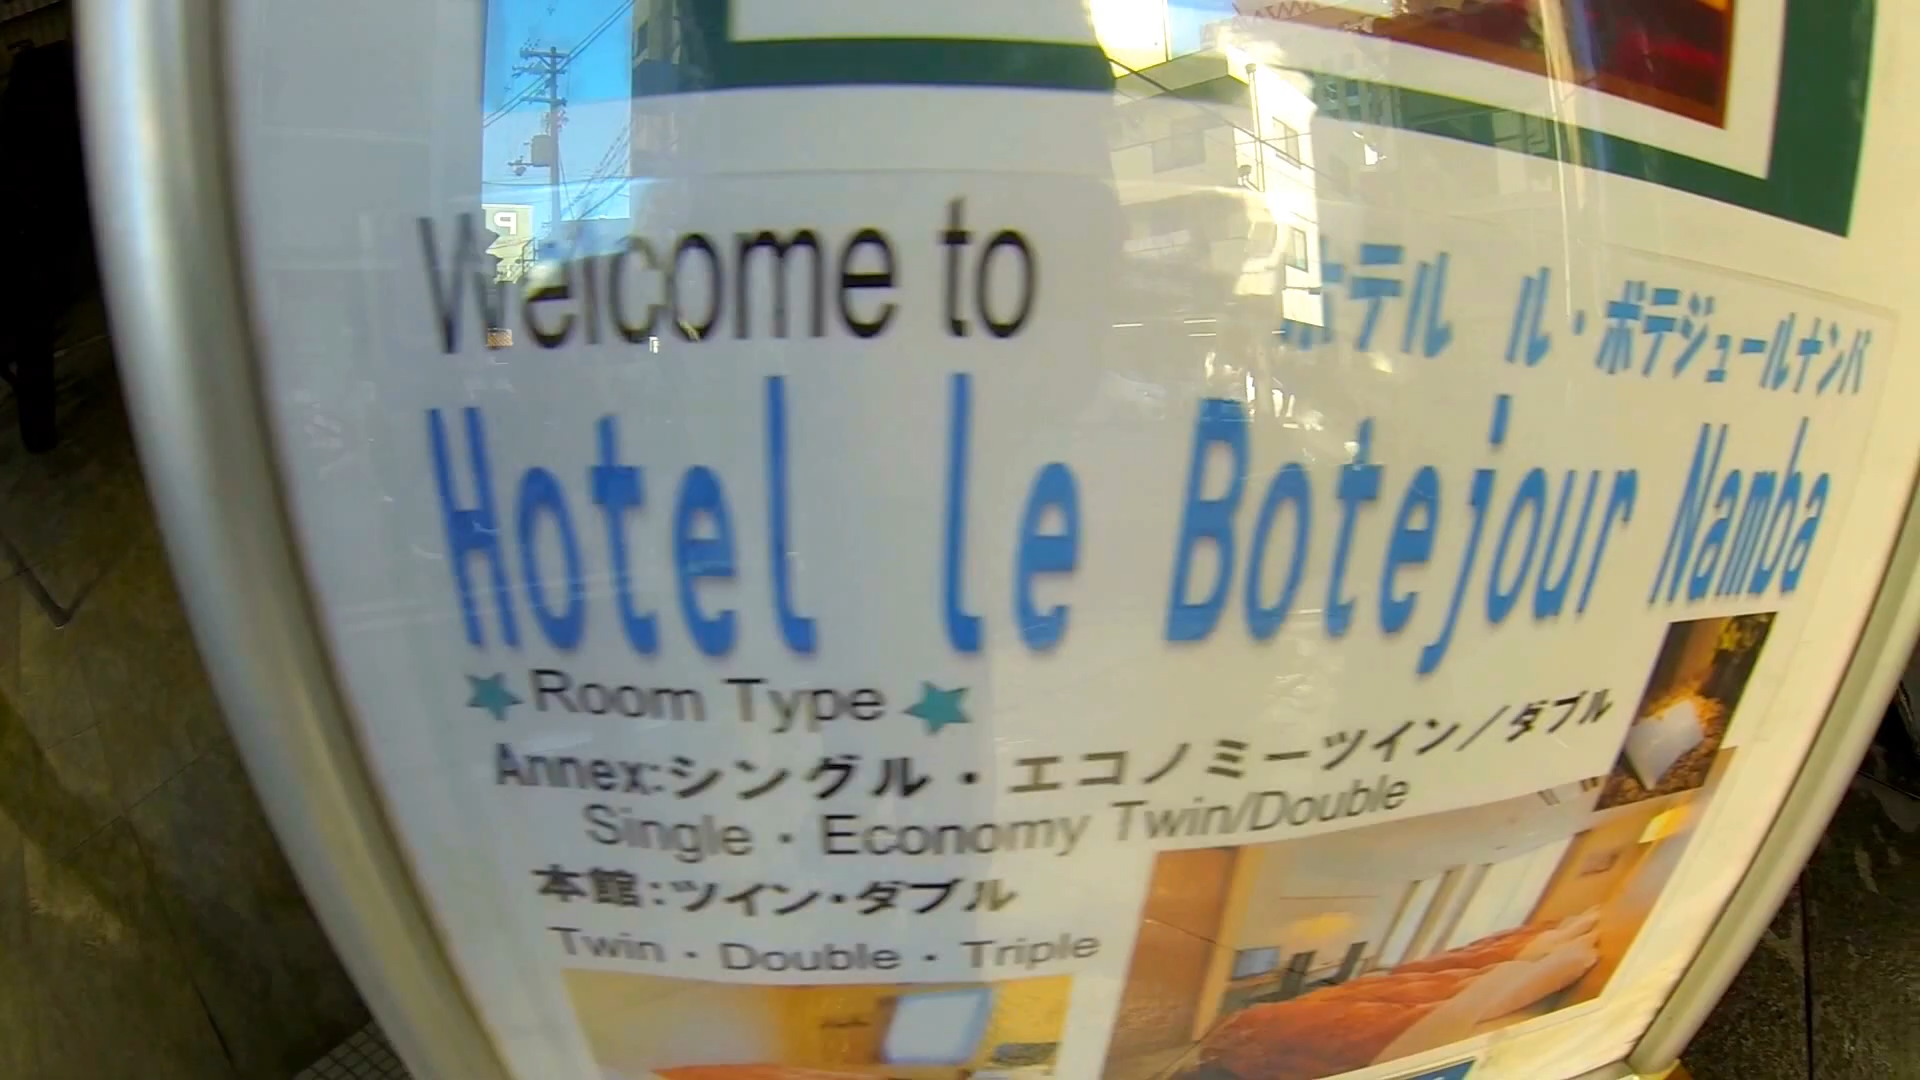 Welcome to
ホテル ル・ボテジュールナンバ
Hotel le Botejour Namba
Room Type
Annex:シングル・エコノミーツイン/ダブル
Single・Economy Twin/Double
本館:ツイン・ダブル
Twin・Double・Triple
P